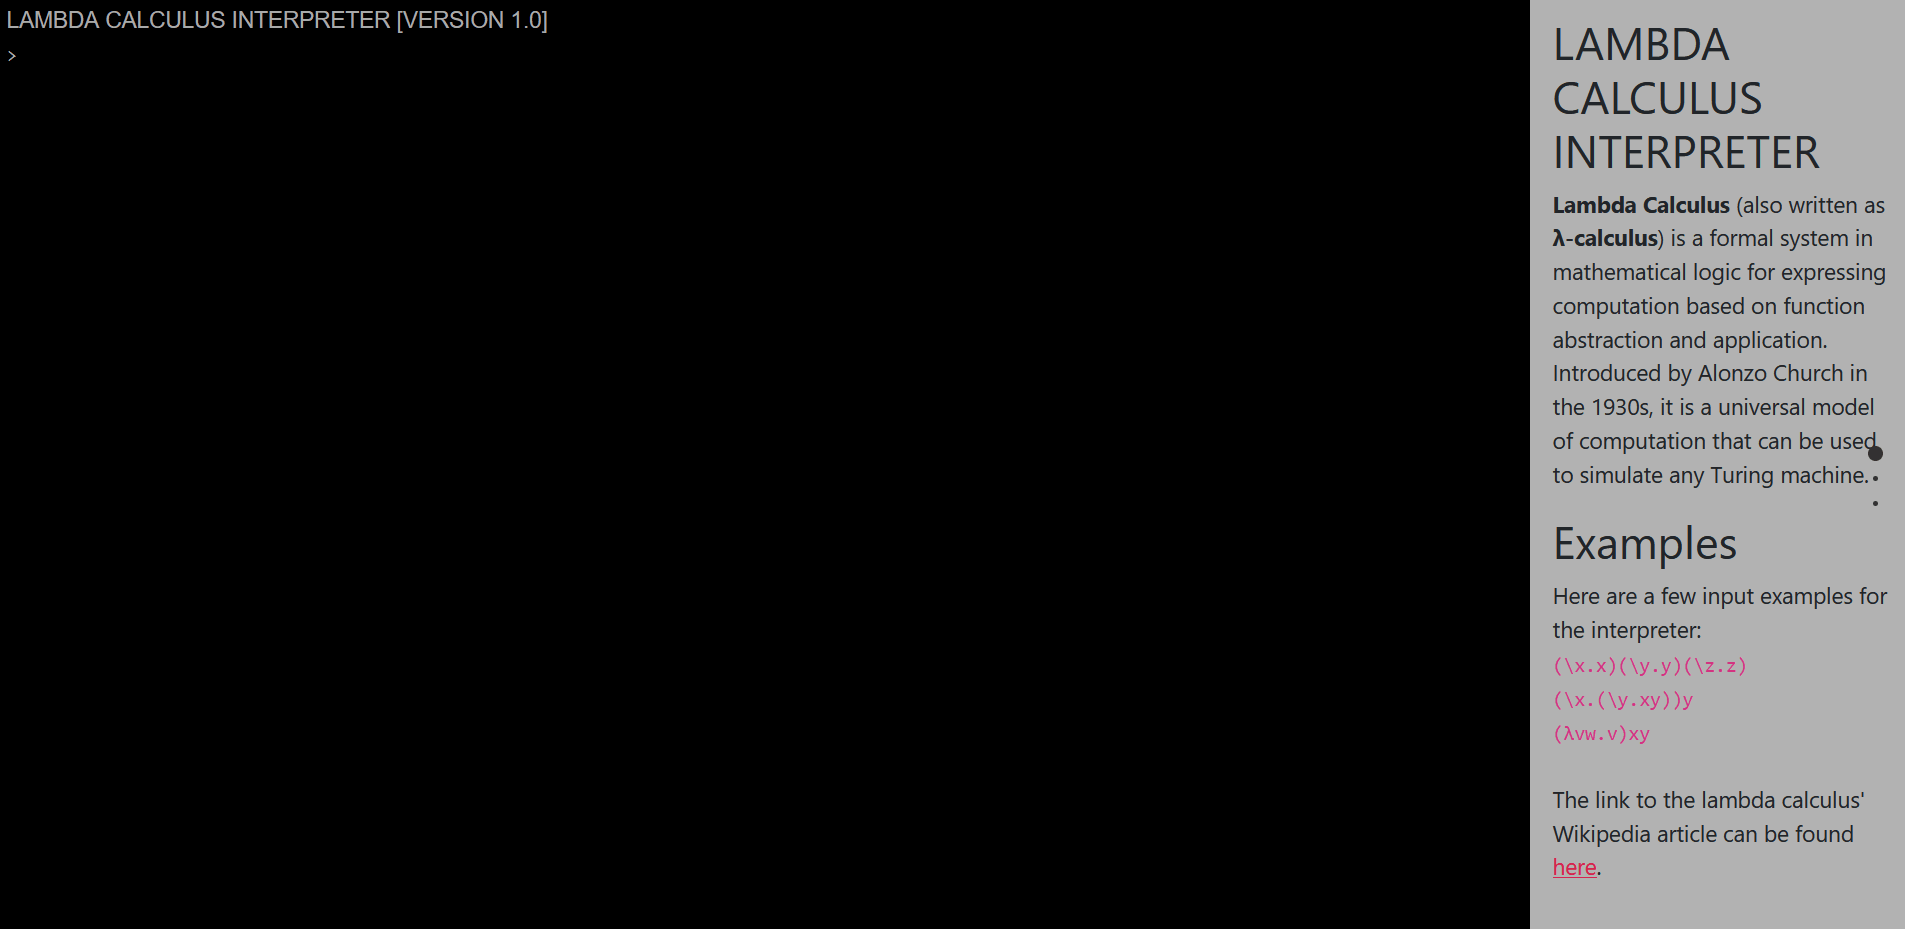 LAMBDA CALCULUS INTERPRETER [VERSION 1.0]
>
LAMBDA
CALCULUS
INTERPRETER
Lambda Calculus (also written as
λ-calculus) is a formal system in
mathematical logic for expressing
computation based on function
abstraction and application.
Introduced by Alonzo Church in
the 1930s, it is a universal model
of computation that can be used
to simulate any Turing machine.
Examples
Here are a few input examples for
the interpreter:
(\x.x)(\y.y)(\z.z)
(\x.(\y.xy))y
(λvw.v)xy
The link to the lambda calculus'
Wikipedia article can be found
here.